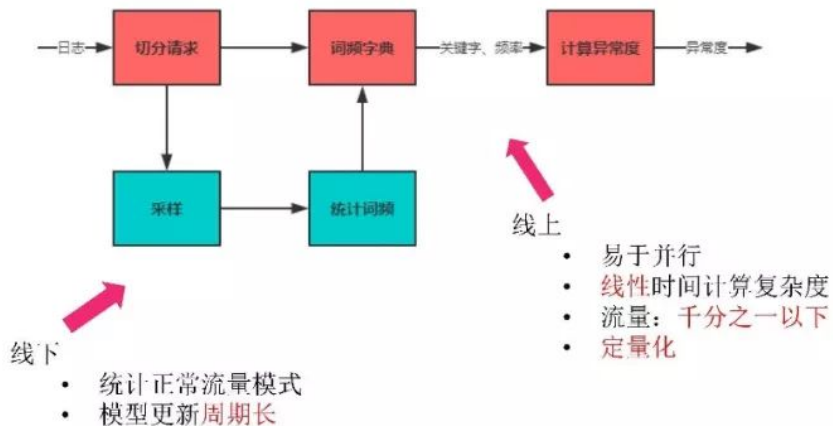 日志
切分请求
词频字典
关键字、频率
计算异常度
异常度
采样
统计词频
线上
• 易于并行
• 线性时间计算复杂度
• 流量：千分之一以下
• 定量化
线下
• 统计正常流量模式
• 模型更新周期长